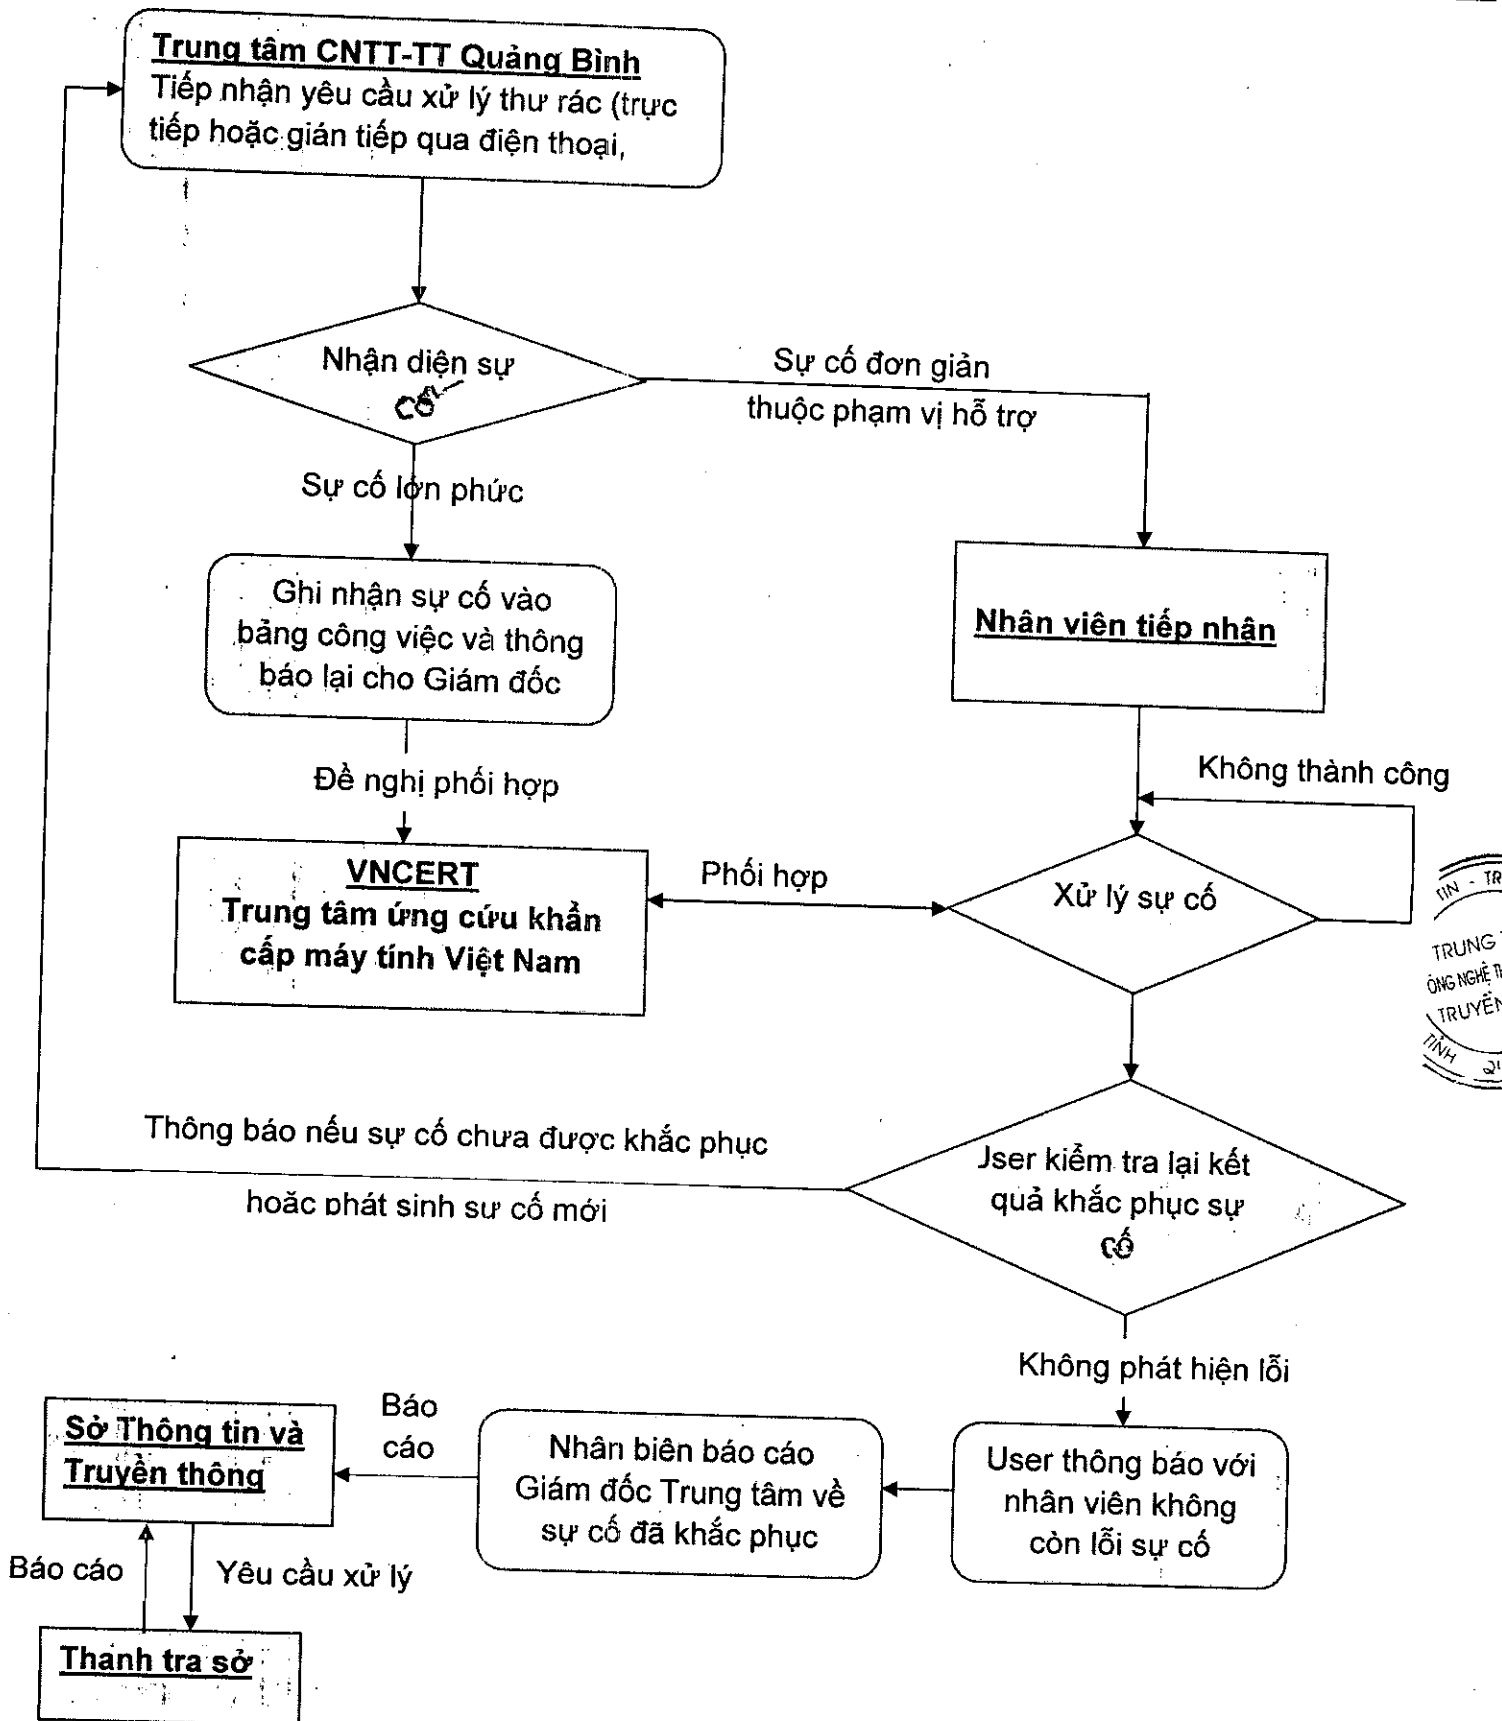 Trung tâm CNTT-TT Quảng Bình
Tiếp nhận yêu cầu xử lý thư rác (trực
tiếp hoặc gián tiếp qua điện thoại,
Nhận diện sự
cố
Sự cố đơn giản
thuộc phạm vị hỗ trợ
Sự cố lớn phức
Ghi nhận sự cố vào
bảng công việc và thông
báo lại cho Giám đốc
Nhân viên tiếp nhận
Đề nghị phối hợp
Không thành công
VNCERT
Trung tâm ứng cứu khẩn
cấp máy tính Việt Nam
Phối hợp
Xử lý sự cố
TIN - TR
TRUNG
ÔNG NGHỆ TH
TRUYỀN
TỈNH
Thông báo nếu sự cố chưa được khắc phục
hoặc phát sinh sự cố mới
User kiểm tra lại kết
quả khắc phục sự
cố
Không phát hiện lỗi
Sở Thông tin và
Truyền thông
Báo
cáo
Nhân biên báo cáo
Giám đốc Trung tâm về
sự cố đã khắc phục
User thông báo với
nhân viên không
còn lỗi sự cố
Báo cáo
Yêu cầu xử lý
Thanh tra sở